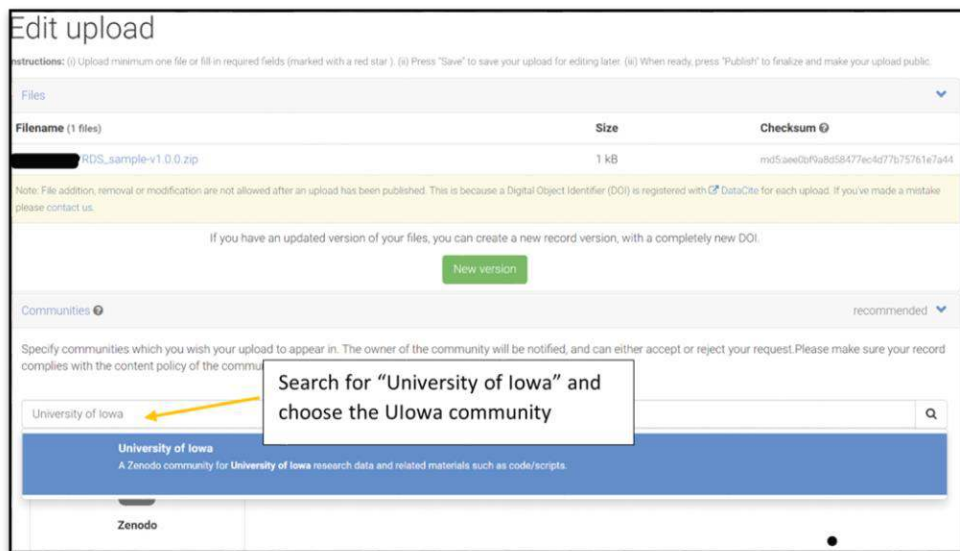 Edit upload
Instructions: (i) Upload minimum one file or fill in required fields (marked with a red star ). (ii) Press "Save" to save your upload for editing later. (iii) When ready, press "Publish" to finalize and make your upload public.
Files
Filename (1 files) Size Checksum
RDS_sample-v1.0.0.zip 1 kB md5:aee0bf9a8d58477ec4d77b75761e7a44
Note: File addition, removal or modification are not allowed after an upload has been published. This is because a Digital Object Identifier (DOI) is registered with DataCite for each upload. If you've made a mistake
please contact us.
If you have an updated version of your files, you can create a new record version, with a completely new DOI.
New version
Communities recommended
Specify communities which you wish your upload to appear in. The owner of the community will be notified, and can either accept or reject your request.Please make sure your record
complies with the content policy of the
Search for "University of Iowa" and
choose the UIowa community
University of Iowa
University of Iowa
A Zenodo community for University of Iowa research data and related materials such as code/scripts.
Zenodo